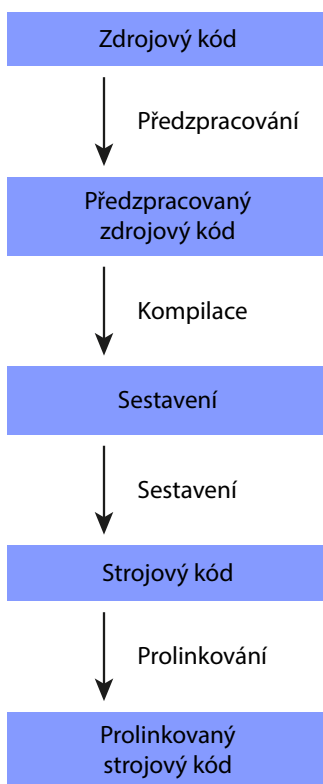 Zdrojový kód
Předzpracování
Předzpracovaný
zdrojový kód
Kompilace
Sestavení
Sestavení
Strojový kód
Prolinkování
Prolinkovaný
strojový kód